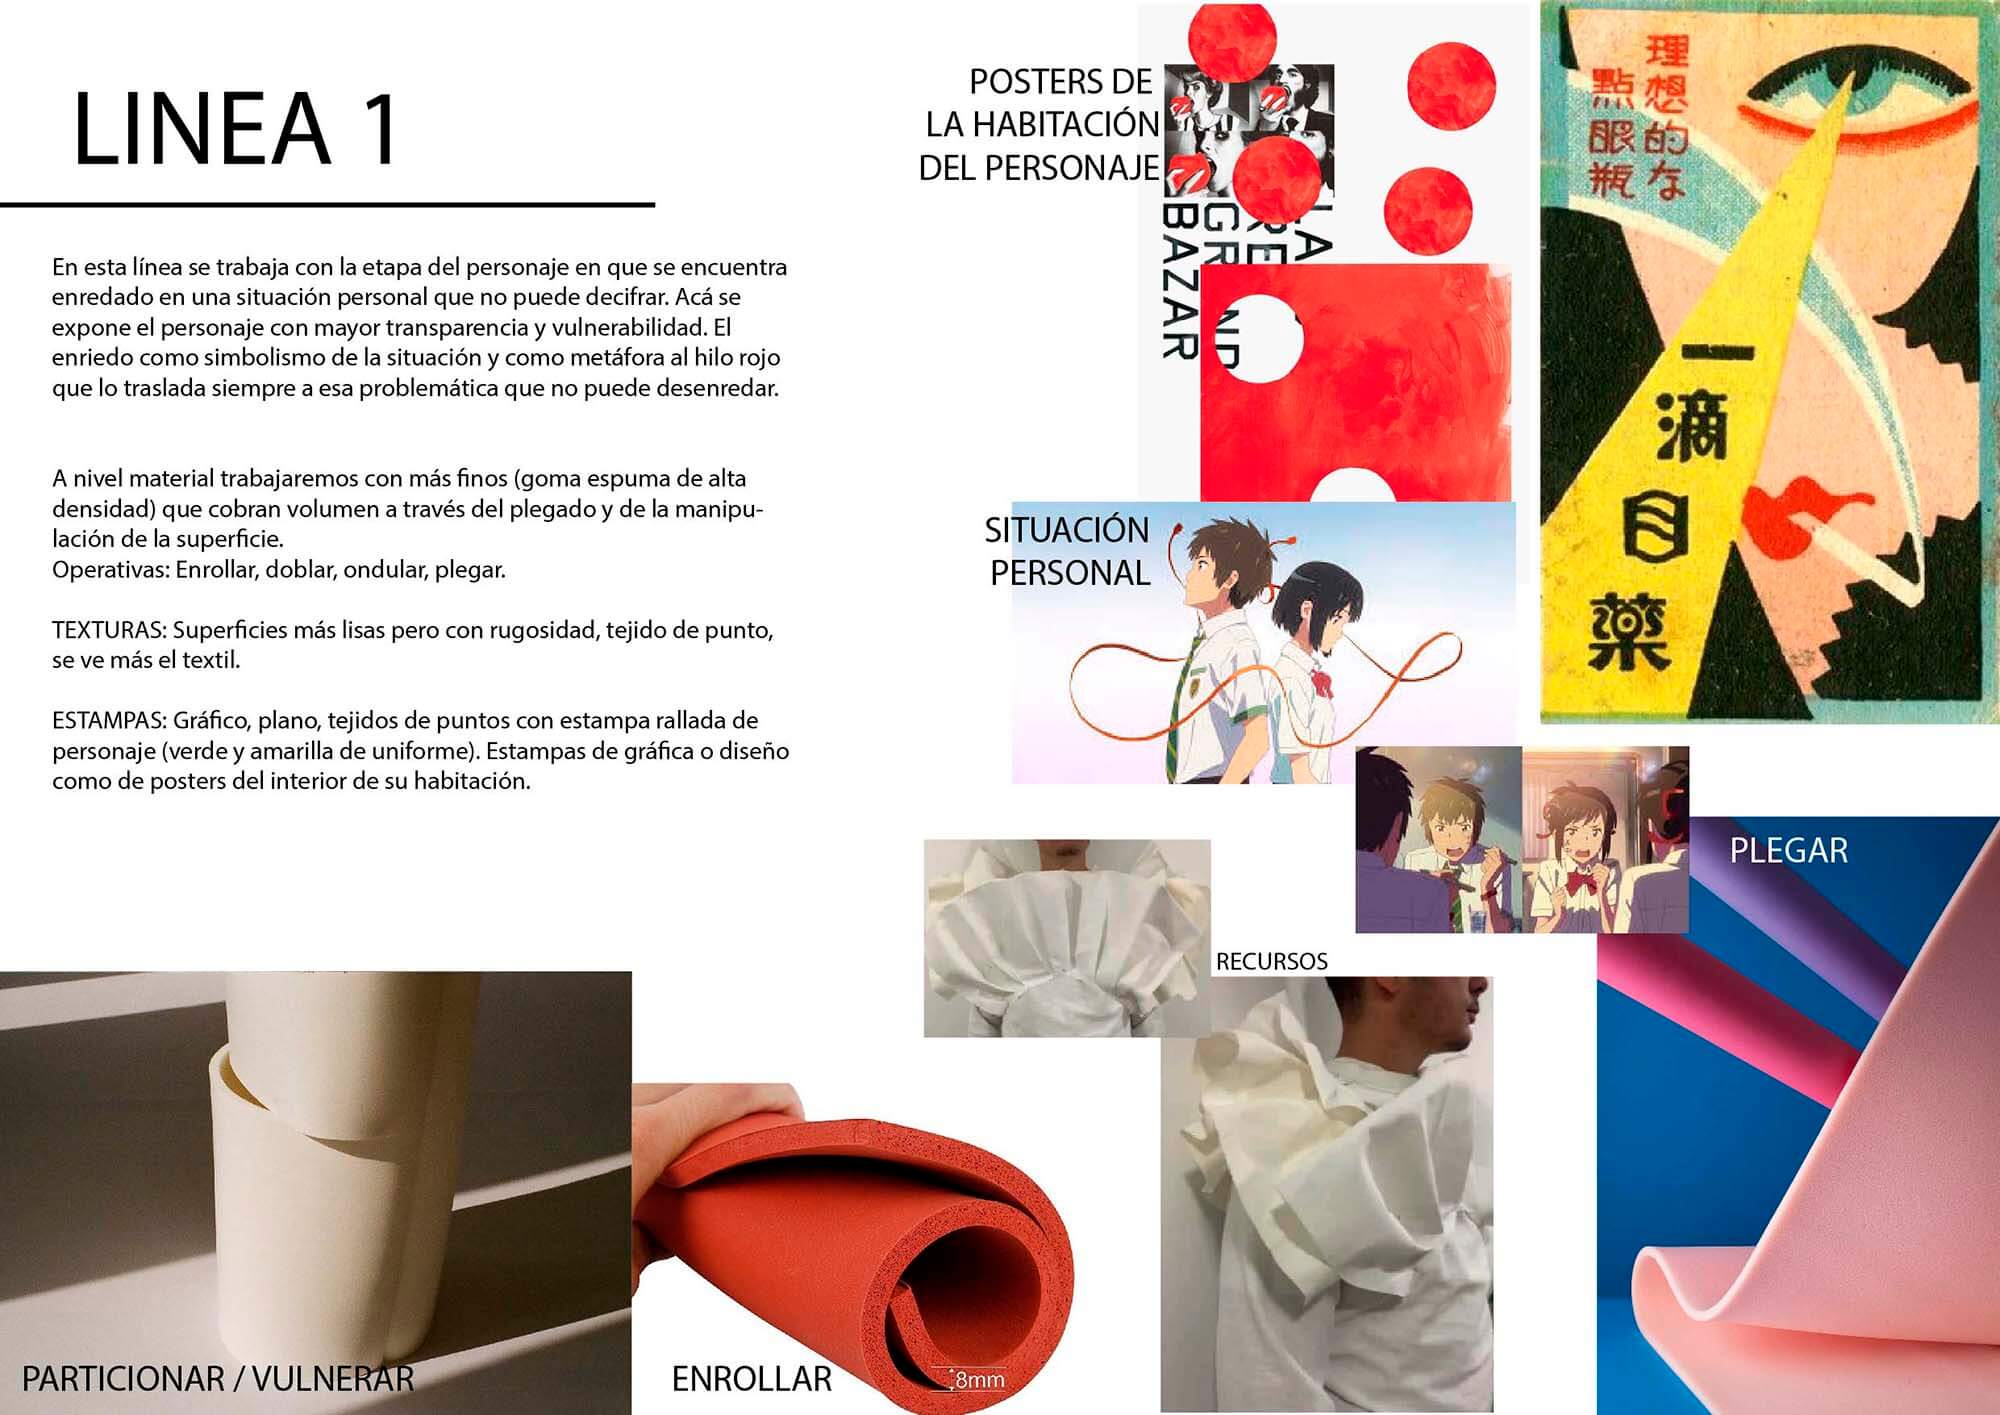 LINEA 1
En esta línea se trabaja con la etapa del personaje en que se encuentra
enredado en una situación personal que no puede decifrar. Acá se
expone el personaje con mayor transparencia y vulnerabilidad. El
enriedo como simbolismo de la situación y como metáfora al hilo rojo
que lo traslada siempre a esa problemática que no puede desenredar.
A nivel material trabajaremos con más finos (goma espuma de alta
densidad) que cobran volumen a través del plegado y de la manipu-
lación de la superficie.
Operativas: Enrollar, doblar, ondular, plegar.
TEXTURAS: Superficies más lisas pero con rugosidad, tejido de punto,
se ve más el textil.
ESTAMPAS: Gráfico, plano, tejidos de puntos con estampa rallada de
personaje (verde y amarilla de uniforme). Estampas de gráfica o diseño
como de posters del interior de su habitación.
POSTERS DE
LA HABITACIÓN
DEL PERSONAJE
LA
GR ND
BAZAR
理想的な
點眼瓶
一滴目藥
SITUACIÓN
PERSONAL
RECURSOS
PLEGAR
PARTICIONAR / VULNERAR
ENROLLAR
8mm